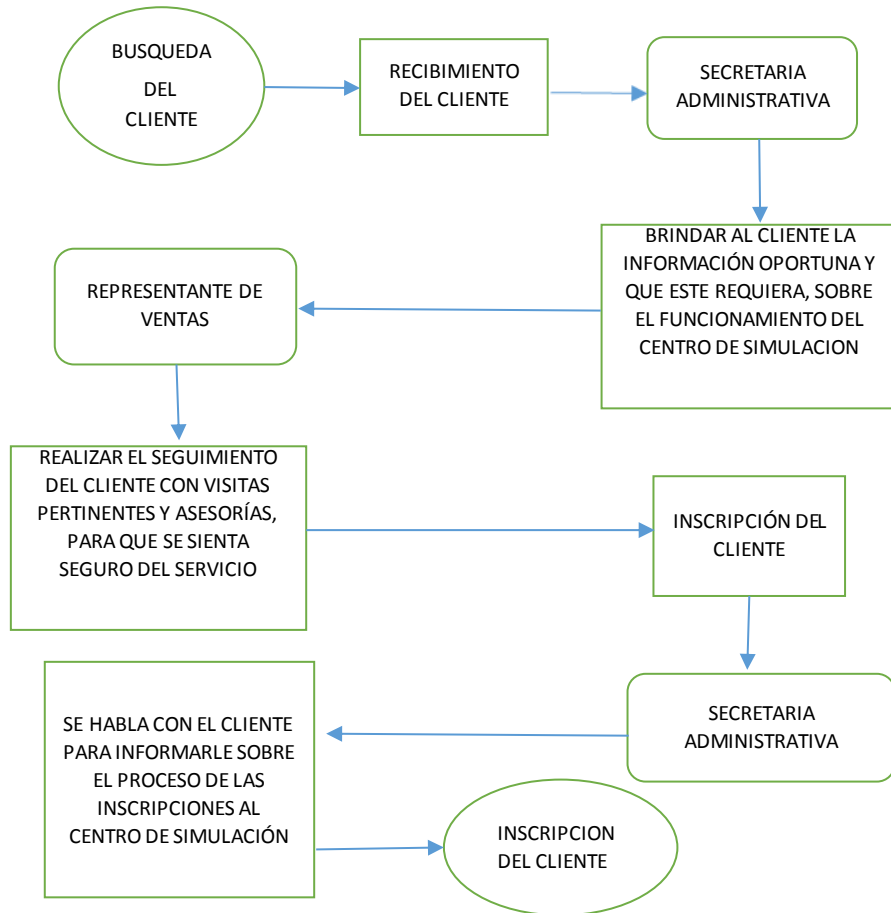 BUSQUEDA
DEL
CLIENTE
RECIBIMIENTO
DEL CLIENTE
SECRETARIA
ADMINISTRATIVA
BRINDAR AL CLIENTE LA
INFORMACIÓN OPORTUNA Y
QUE ESTE REQUIERA, SOBRE
EL FUNCIONAMIENTO DEL
CENTRO DE SIMULACION
REPRESENTANTE DE
VENTAS
REALIZAR EL SEGUIMIENTO
DEL CLIENTE CON VISITAS
PERTINENTES Y ASESORÍAS,
PARA QUE SE SIENTA
SEGURO DEL SERVICIO
INSCRIPCIÓN DEL
CLIENTE
SECRETARIA
ADMINISTRATIVA
SE HABLA CON EL CLIENTE
PARA INFORMARLE SOBRE
EL PROCESO DE LAS
INSCRIPCIONES AL
CENTRO DE SIMULACIÓN
INSCRIPCION
DEL CLIENTE